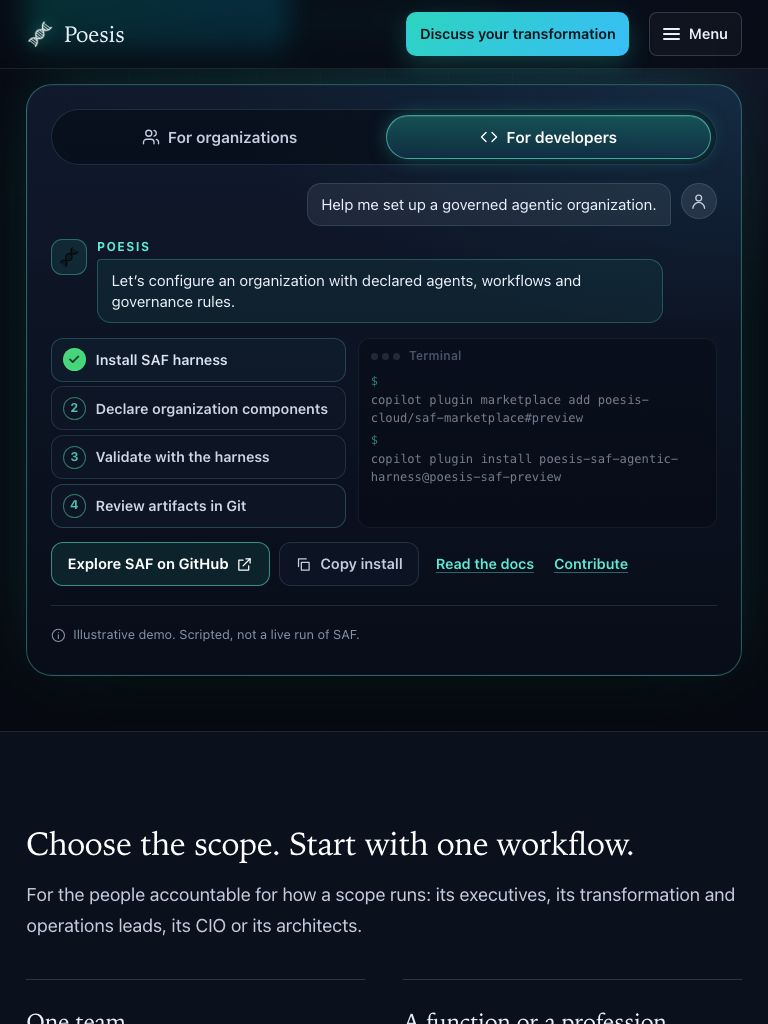 Poesis
Discuss your transformation
Menu
For organizations
For developers
Help me set up a governed agentic organization.
POESIS
Let’s configure an organization with declared agents, workflows and
governance rules.
Install SAF harness
2 Declare organization components
3 Validate with the harness
4 Review artifacts in Git
Terminal
$
copilot plugin marketplace add poesis-
cloud/saf-marketplace#preview
$
copilot plugin install poesis-saf-agentic-
harness@poesis-saf-preview
Explore SAF on GitHub
Copy install
Read the docs
Contribute
Illustrative demo. Scripted, not a live run of SAF.
Choose the scope. Start with one workflow.
For the people accountable for how a scope runs: its executives, its transformation and
operations leads, its CIO or its architects.
One team
A function or a profession